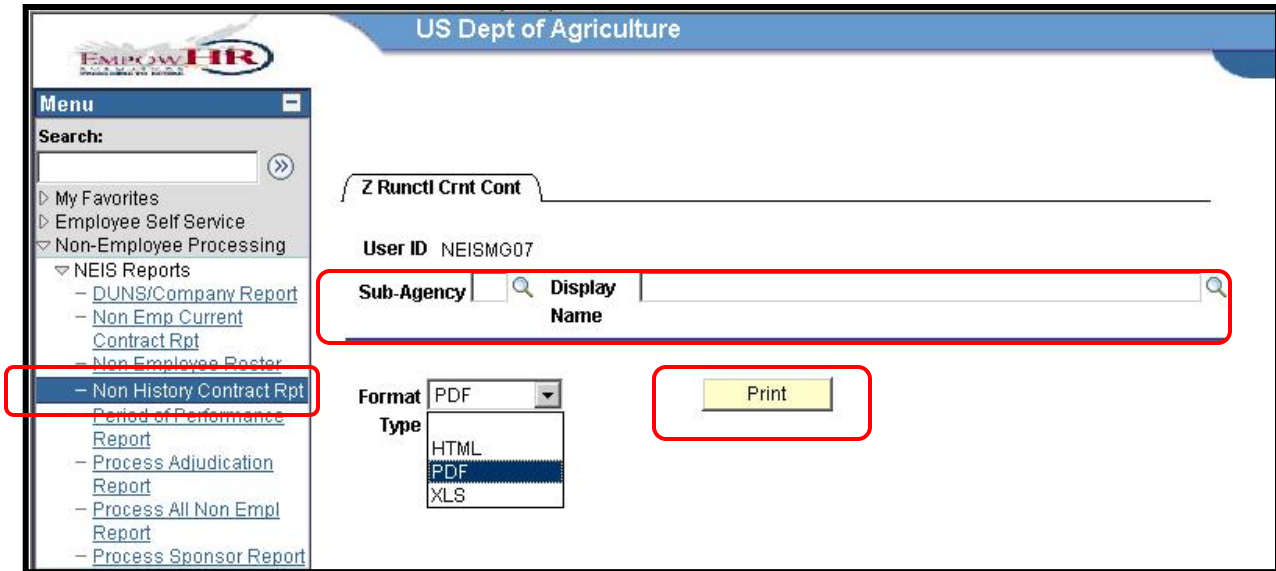 US Dept of Agriculture
EMPOWHR
Menu
Search:
My Favorites
Employee Self Service
Non-Employee Processing
NEIS Reports
– DUNS/Company Report
– Non Emp Current
Contract Rpt
– Non Employee Roster
– Non History Contract Rpt
Period of Performance
Report
– Process Adjudication
Report
– Process All Non Empl
Report
– Process Sponsor Report
Z Runctl Crnt Cont
User ID NEISMG07
Sub-Agency Display
Name
Format PDF
Type
HTML
PDF
XLS
Print